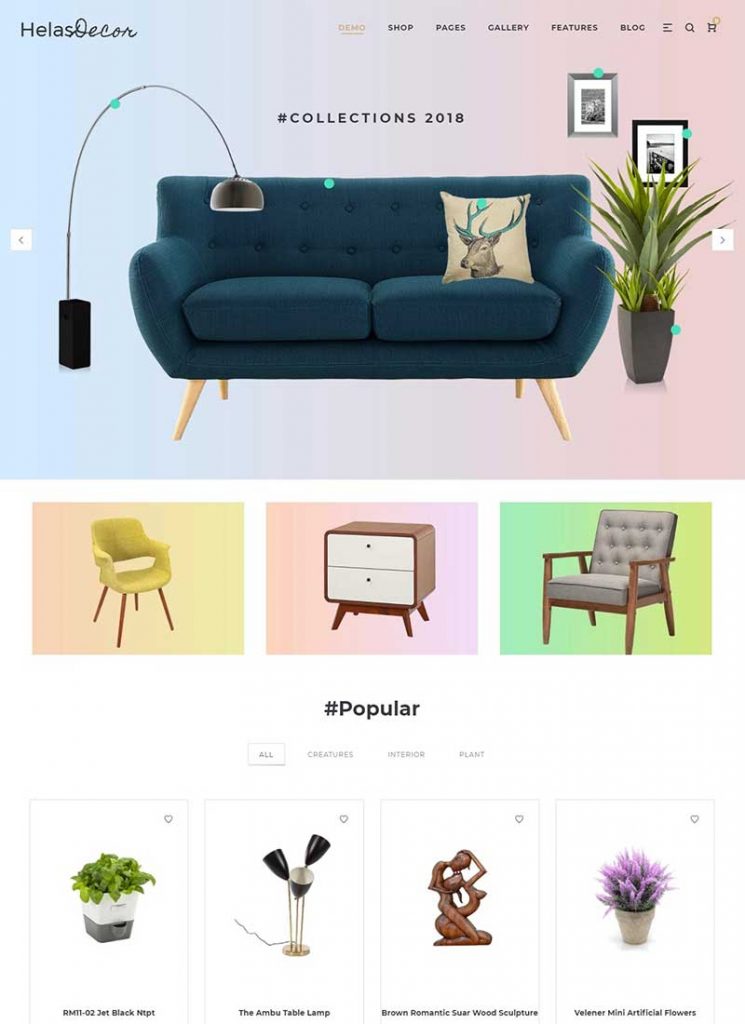 HelasDecor
DEMO SHOP PAGES GALLERY FEATURES BLOG
#COLLECTIONS 2018
#Popular
ALL CREATURES INTERIOR PLANT
RM11-02 Jet Black Ntpt
The Ambu Table Lamp
Brown Romantic Suar Wood Sculpture
Velener Mini Artificial Flowers